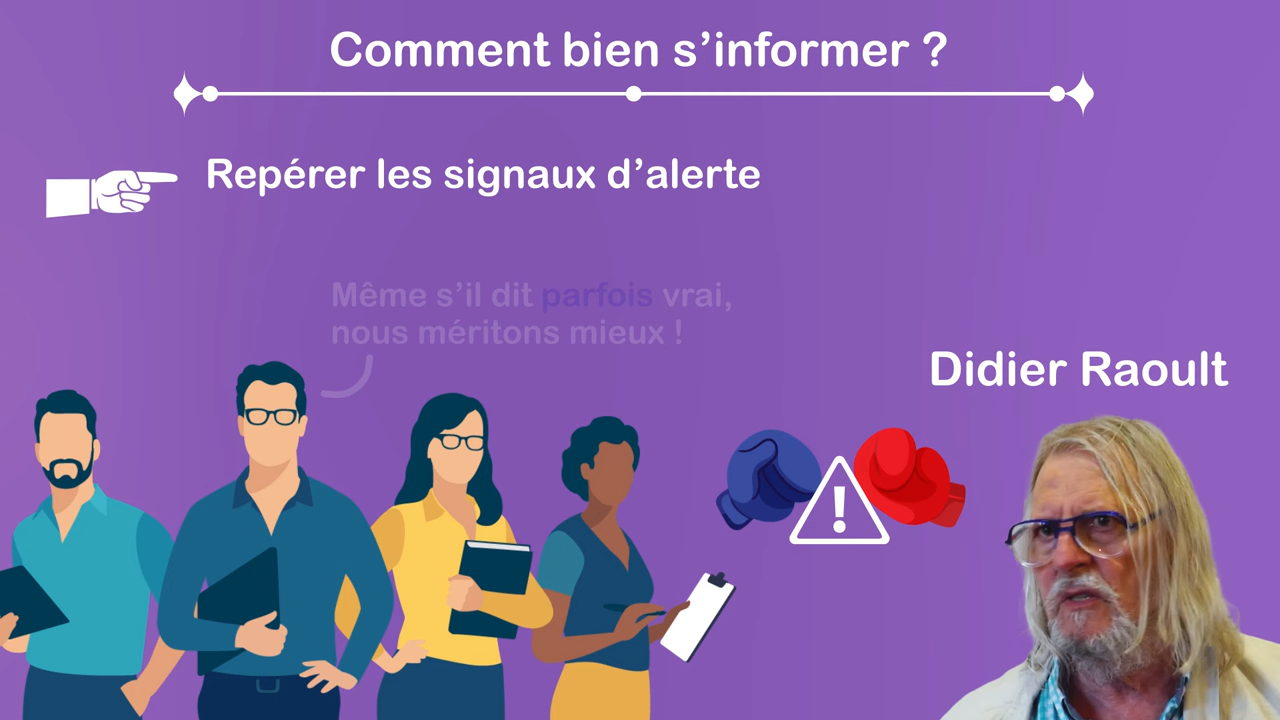 Comment bien s’informer ?
Repérer les signaux d’alerte
Même s’il dit parfois vrai,
nous méritons mieux !
Didier Raoult